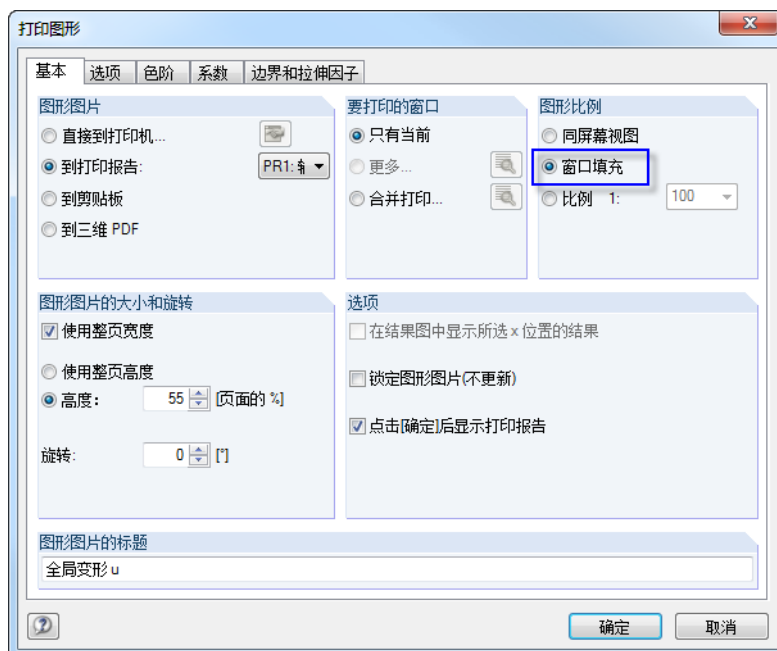 打印图形
基本 选项 色阶 系数 边界和拉伸因子
图形图片
直接到打印机...
到打印报告: PR1:
到剪贴板
到三维 PDF
要打印的窗口
只有当前
更多...
合并打印...
图形比例
同屏幕视图
窗口填充
比例 1: 100
图形图片的大小和旋转
使用整页宽度
使用整页高度
高度: 55 [页面的 %]
旋转: 0 [°]
选项
在结果图中显示所选 x 位置的结果
锁定图形图片(不更新)
点击[确定]后显示打印报告
图形图片的标题
全局变形 u
确定 取消